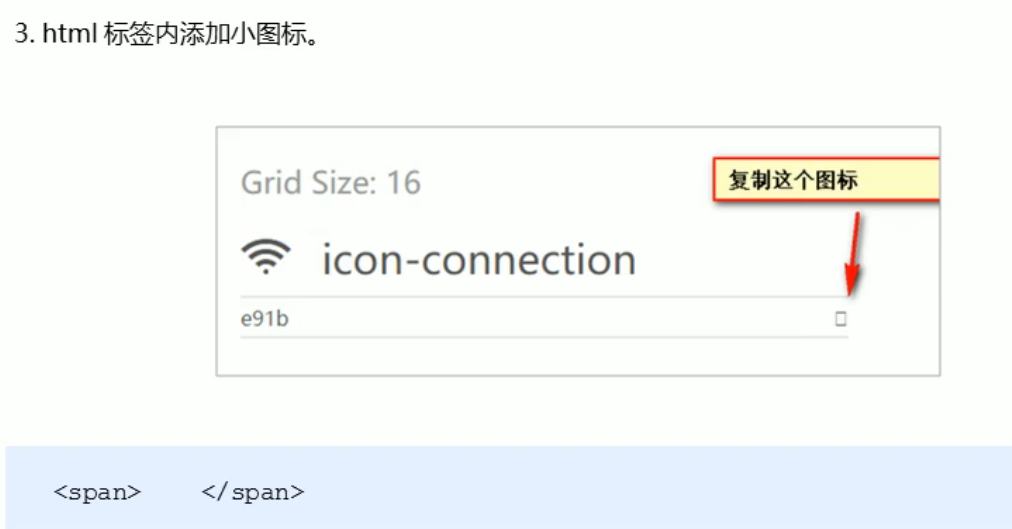 3. html 标签内添加小图标。
Grid Size: 16
复制这个图标
icon-connection
e91b
<span>    </span>